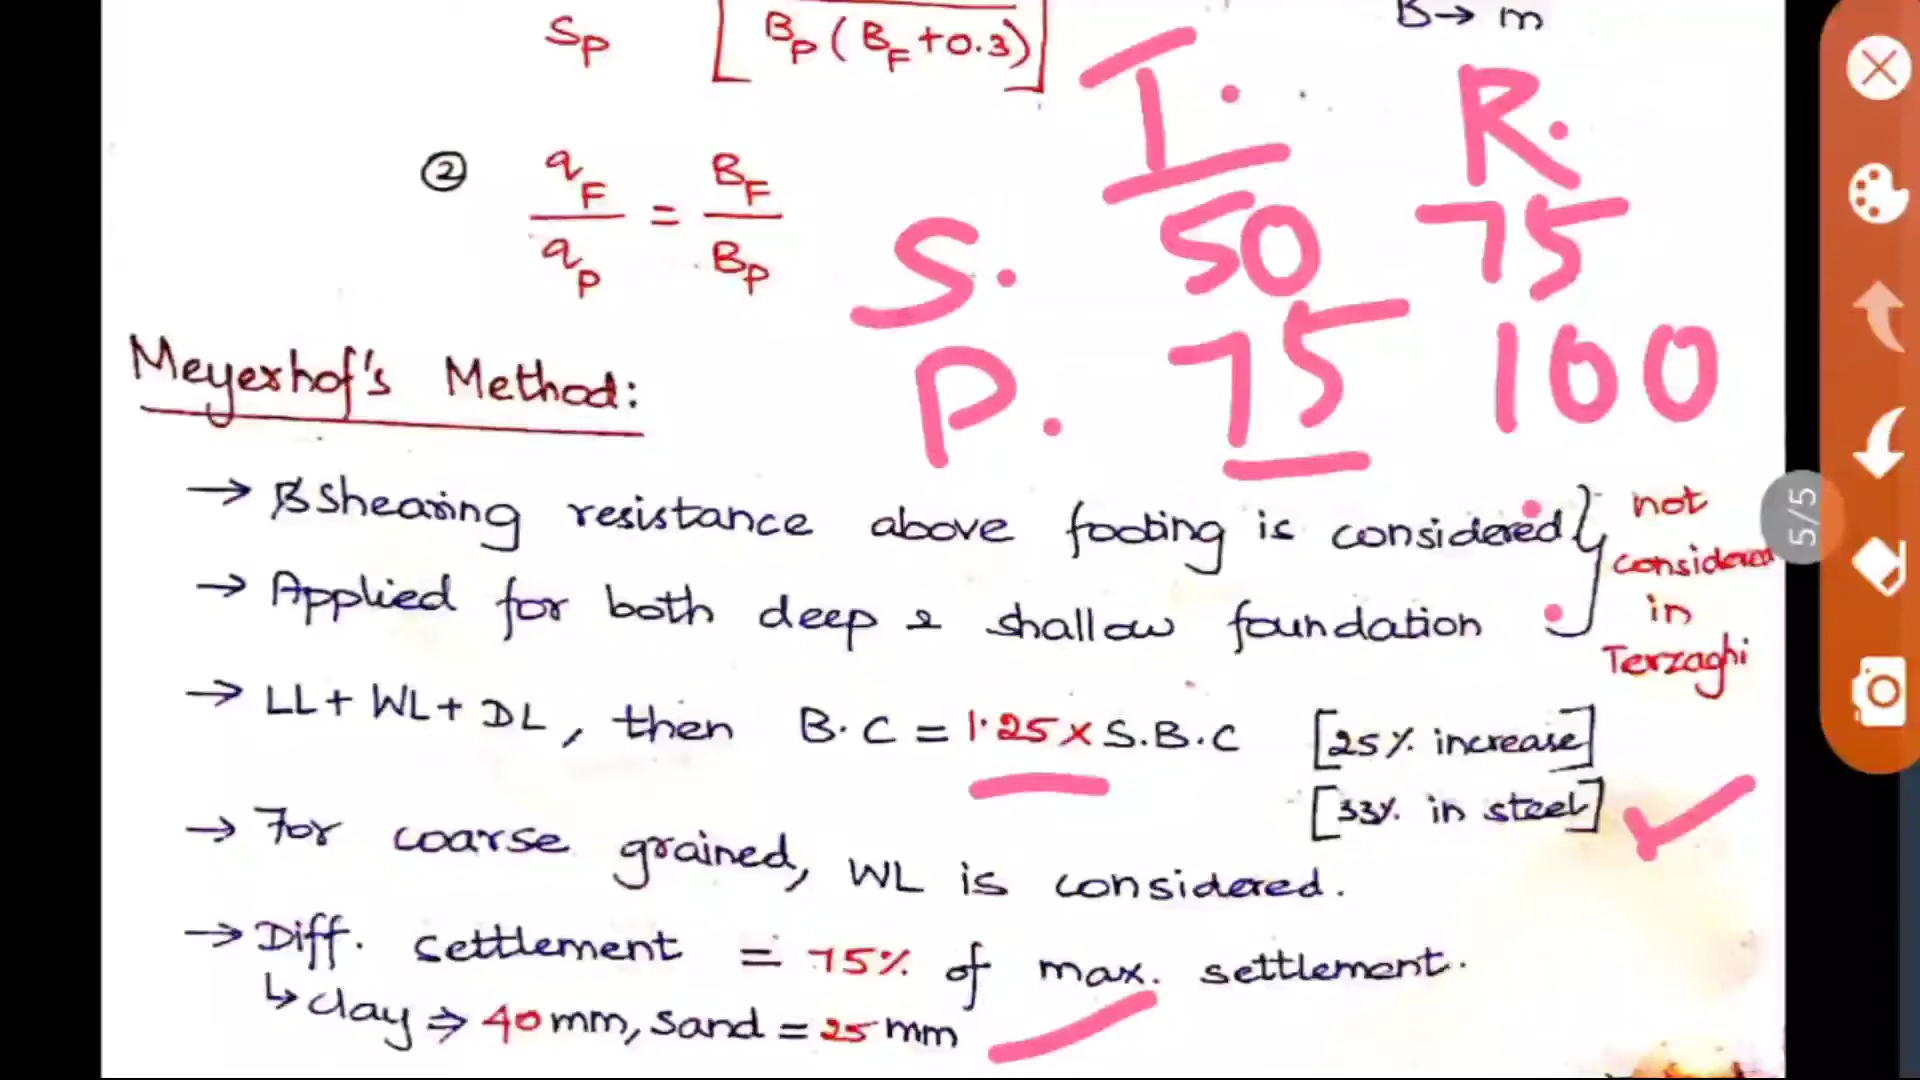 Sp [ Bp (BF+0.3) ]
B→ m
② qF/qp = BF/Bp
I. R.
S. 50 75
P. 75 100
Meyerhof's Method:
→ Shearing resistance above footing is considered } not considered in Terzaghi
→ Applied for both deep & shallow foundation
→ LL+ WL+ DL, then B.C = 1.25 x S.B.C [25% increase]
[33% in steel]
→ For coarse grained, WL is considered.
→ Diff. settlement = 75% of max. settlement.
↳ clay ⇒ 40 mm, sand = 25 mm
5/5